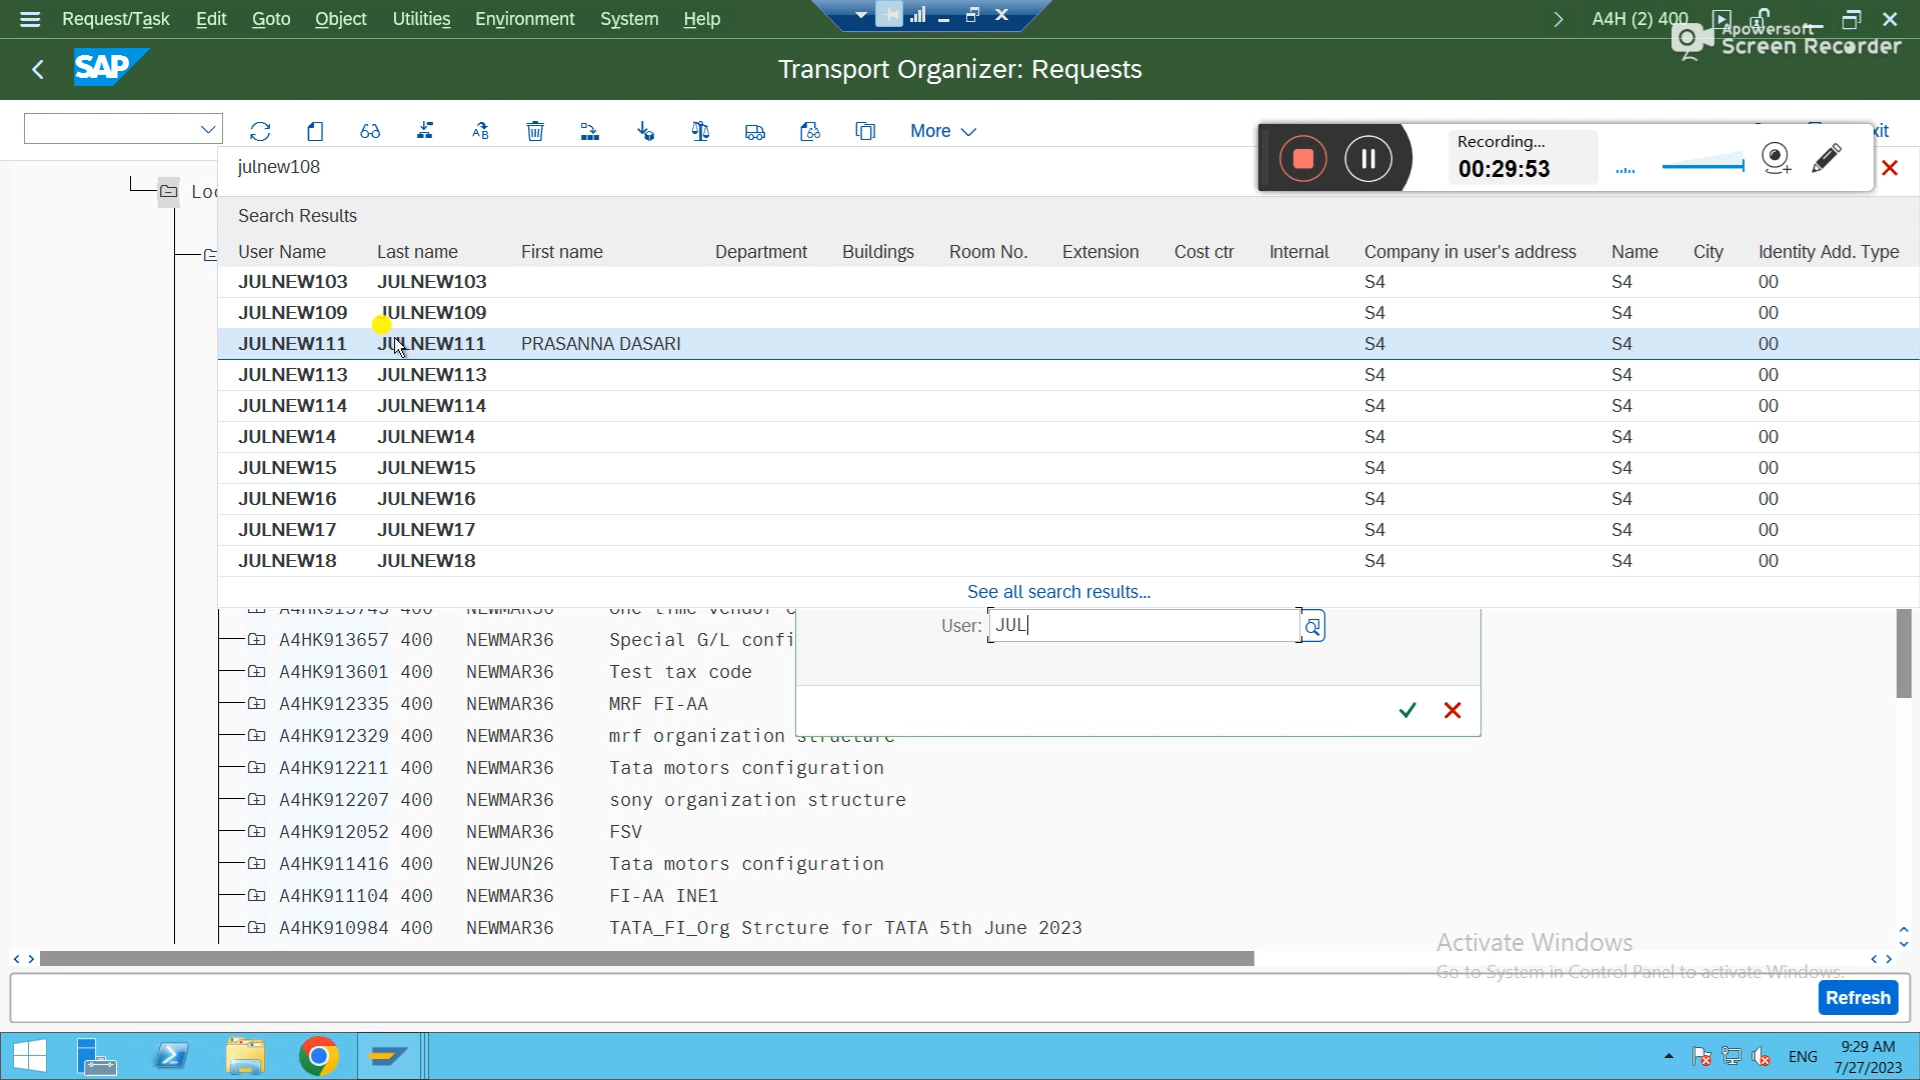 Request/Task Edit Goto Object Utilities Environment System Help A4H (2) 400
Apowersoft
Screen Recorder
SAP Transport Organizer: Requests
More
Recording...
00:29:53
julnew108
Search Results
User Name Last name First name Department Buildings Room No. Extension Cost ctr Internal Company in user's address Name City Identity Add. Type
JULNEW103 JULNEW103 S4 S4 00
JULNEW109 JULNEW109 S4 S4 00
JULNEW111 JULNEW111 PRASANNA DASARI S4 S4 00
JULNEW113 JULNEW113 S4 S4 00
JULNEW114 JULNEW114 S4 S4 00
JULNEW14 JULNEW14 S4 S4 00
JULNEW15 JULNEW15 S4 S4 00
JULNEW16 JULNEW16 S4 S4 00
JULNEW17 JULNEW17 S4 S4 00
JULNEW18 JULNEW18 S4 S4 00
See all search results...
User: JUL
A4HK913657 400 NEWMAR36 Special G/L confi
A4HK913601 400 NEWMAR36 Test tax code
A4HK912335 400 NEWMAR36 MRF FI-AA
A4HK912329 400 NEWMAR36 mrf organization structure
A4HK912211 400 NEWMAR36 Tata motors configuration
A4HK912207 400 NEWMAR36 sony organization structure
A4HK912052 400 NEWMAR36 FSV
A4HK911416 400 NEWJUN26 Tata motors configuration
A4HK911104 400 NEWMAR36 FI-AA INE1
A4HK910984 400 NEWMAR36 TATA_FI_Org Strcture for TATA 5th June 2023
Activate Windows
Go to System in Control Panel to activate Windows.
Refresh
ENG 9:29 AM
7/27/2023